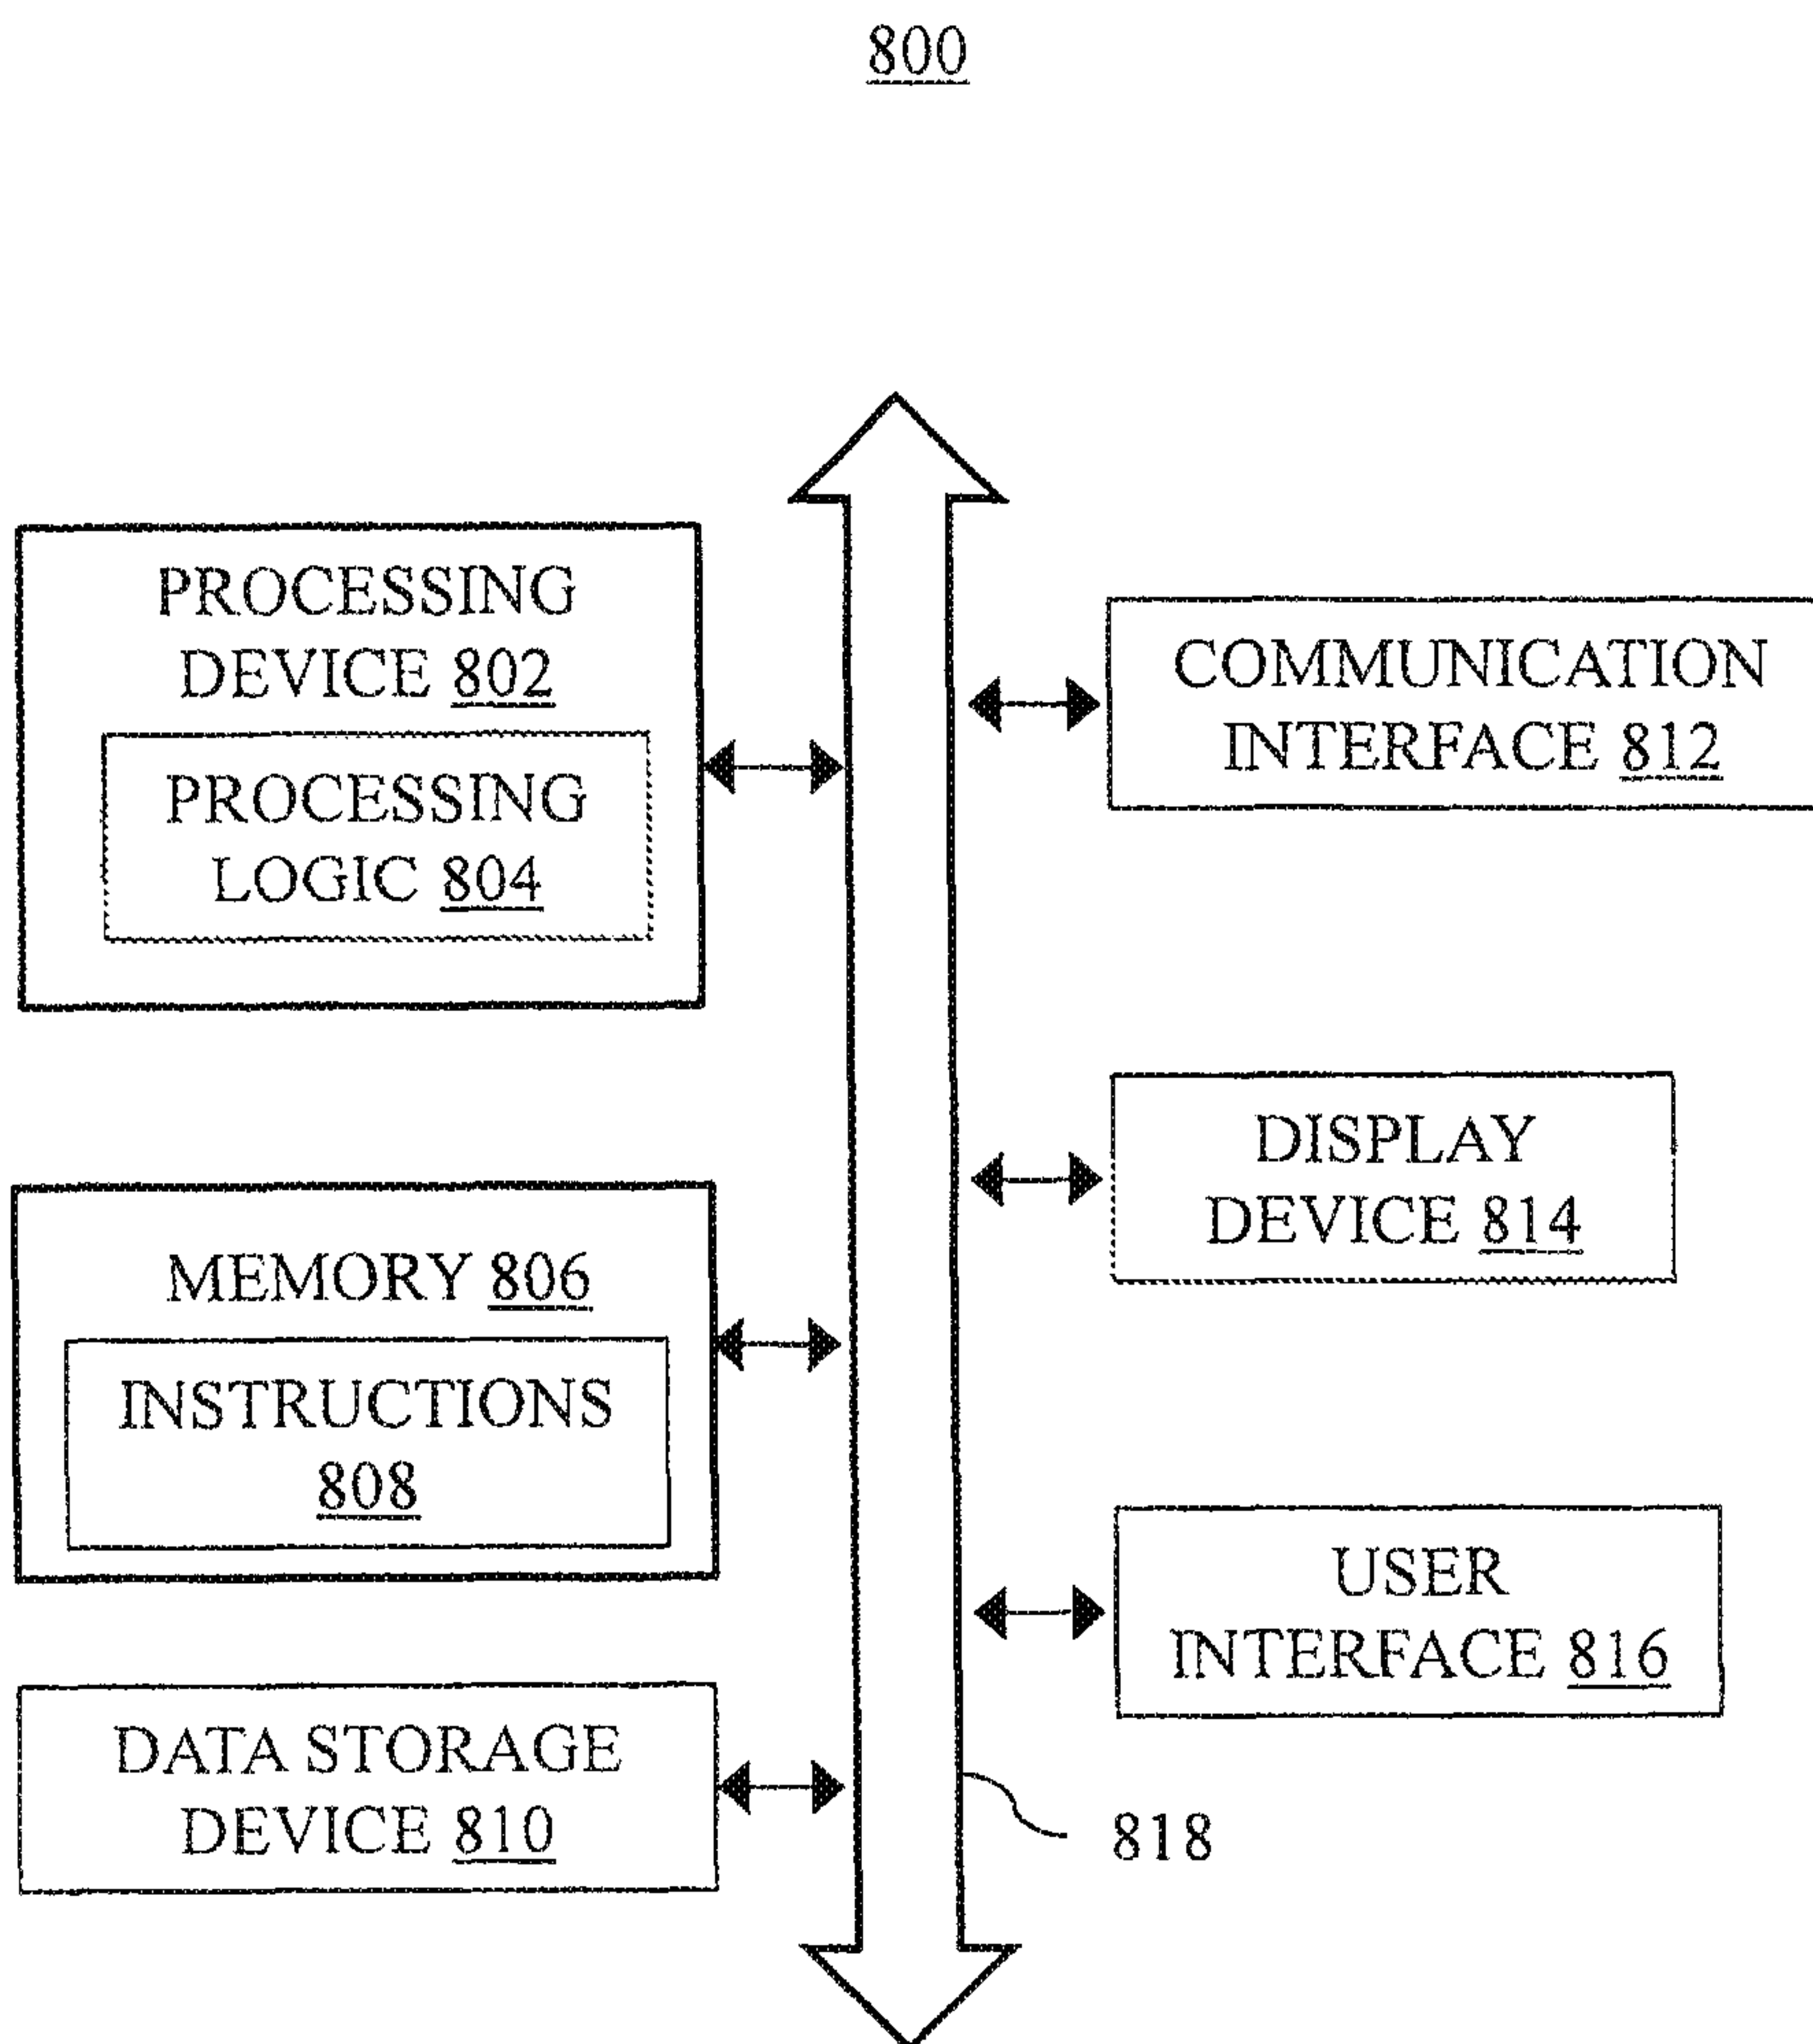 800
PROCESSING
DEVICE 802
PROCESSING
LOGIC 804
MEMORY 806
INSTRUCTIONS
808
DATA STORAGE
DEVICE 810
COMMUNICATION
INTERFACE 812
DISPLAY
DEVICE 814
USER
INTERFACE 816
818